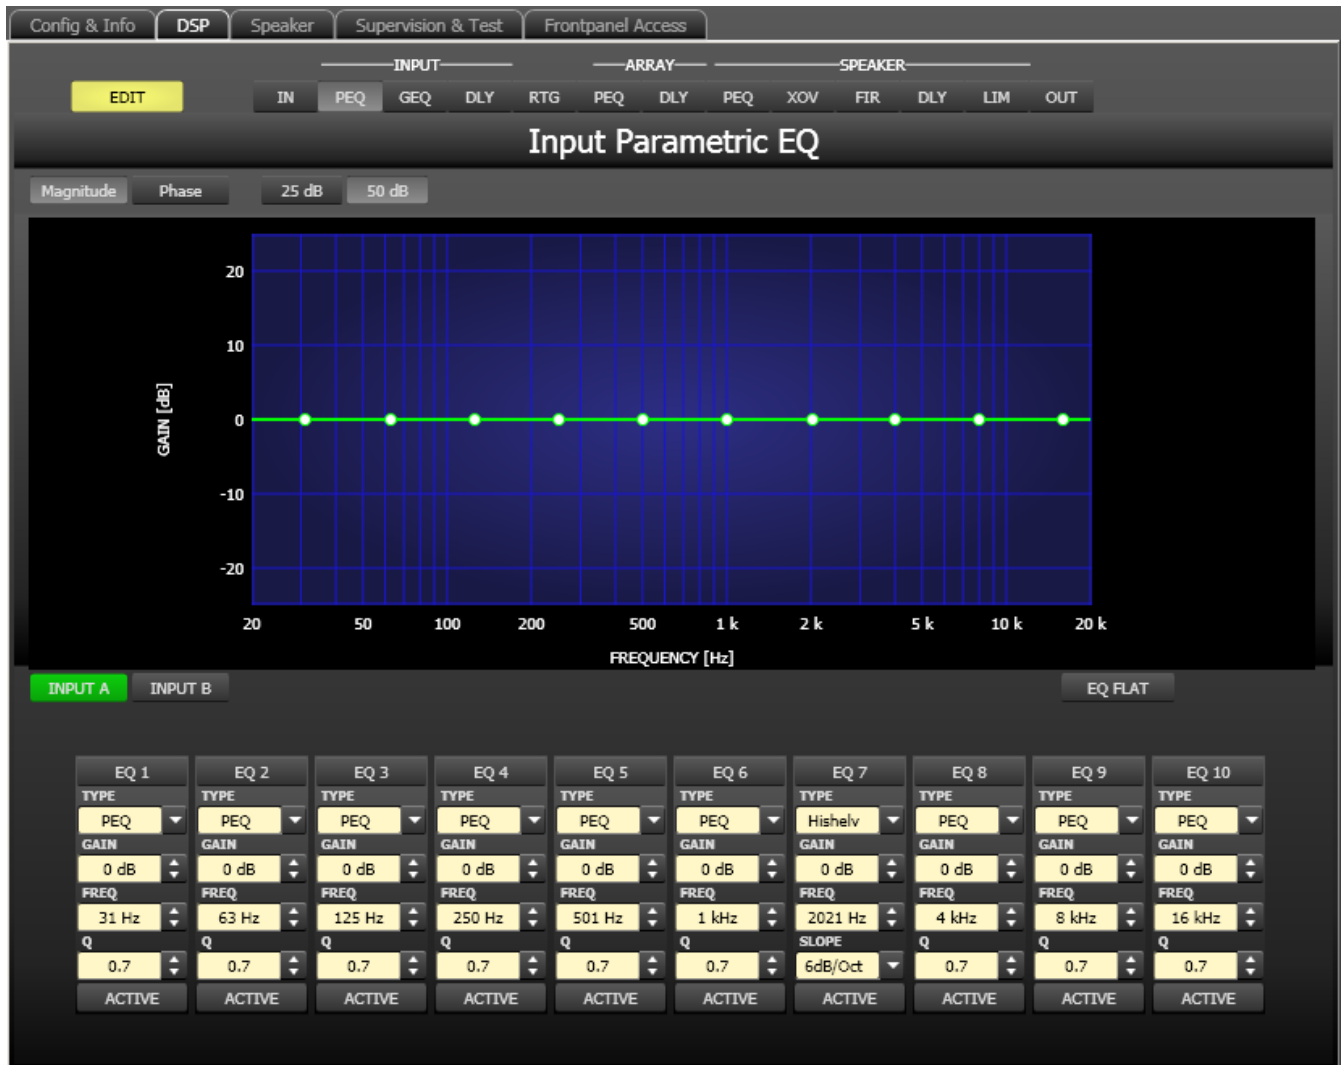 Config & Info DSP Speaker Supervision & Test Frontpanel Access
INPUT ARRAY SPEAKER
EDIT IN PEQ GEQ DLY RTG PEQ DLY PEQ XOV FIR DLY LIM OUT
Input Parametric EQ
Magnitude Phase 25 dB 50 dB
20
10
0
-10
-20
GAIN [dB]
20 50 100 200 500 1 k 2 k 5 k 10 k 20 k
FREQUENCY [Hz]
INPUT A INPUT B EQ FLAT
EQ 1 EQ 2 EQ 3 EQ 4 EQ 5 EQ 6 EQ 7 EQ 8 EQ 9 EQ 10
TYPE TYPE TYPE TYPE TYPE TYPE TYPE TYPE TYPE TYPE
PEQ PEQ PEQ PEQ PEQ PEQ Hishelv PEQ PEQ PEQ
GAIN GAIN GAIN GAIN GAIN GAIN GAIN GAIN GAIN GAIN
0 dB 0 dB 0 dB 0 dB 0 dB 0 dB 0 dB 0 dB 0 dB 0 dB
FREQ FREQ FREQ FREQ FREQ FREQ FREQ FREQ FREQ FREQ
31 Hz 63 Hz 125 Hz 250 Hz 501 Hz 1 kHz 2021 Hz 4 kHz 8 kHz 16 kHz
Q Q Q Q Q Q SLOPE Q Q Q
0.7 0.7 0.7 0.7 0.7 0.7 6dB/Oct 0.7 0.7 0.7
ACTIVE ACTIVE ACTIVE ACTIVE ACTIVE ACTIVE ACTIVE ACTIVE ACTIVE ACTIVE